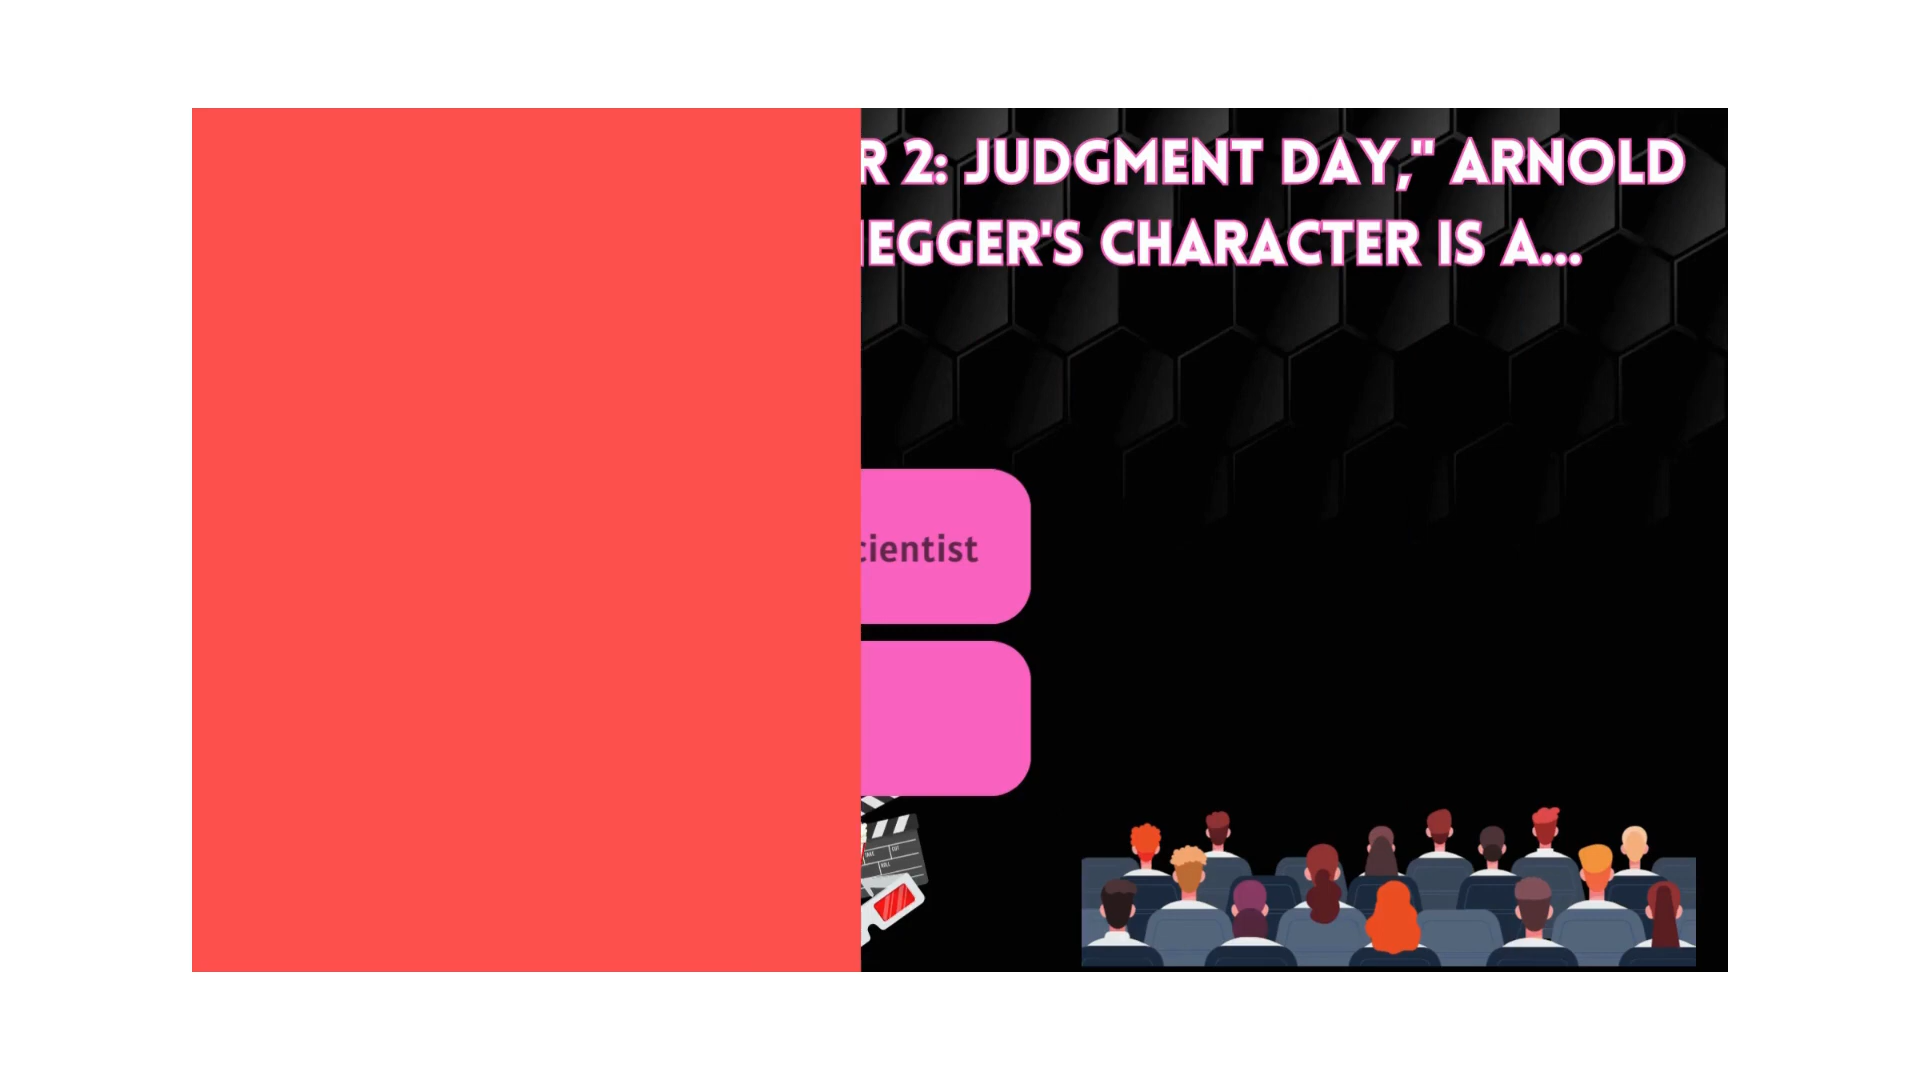 R 2: JUDGMENT DAY," ARNOLD
EGGER'S CHARACTER IS A...
cientist